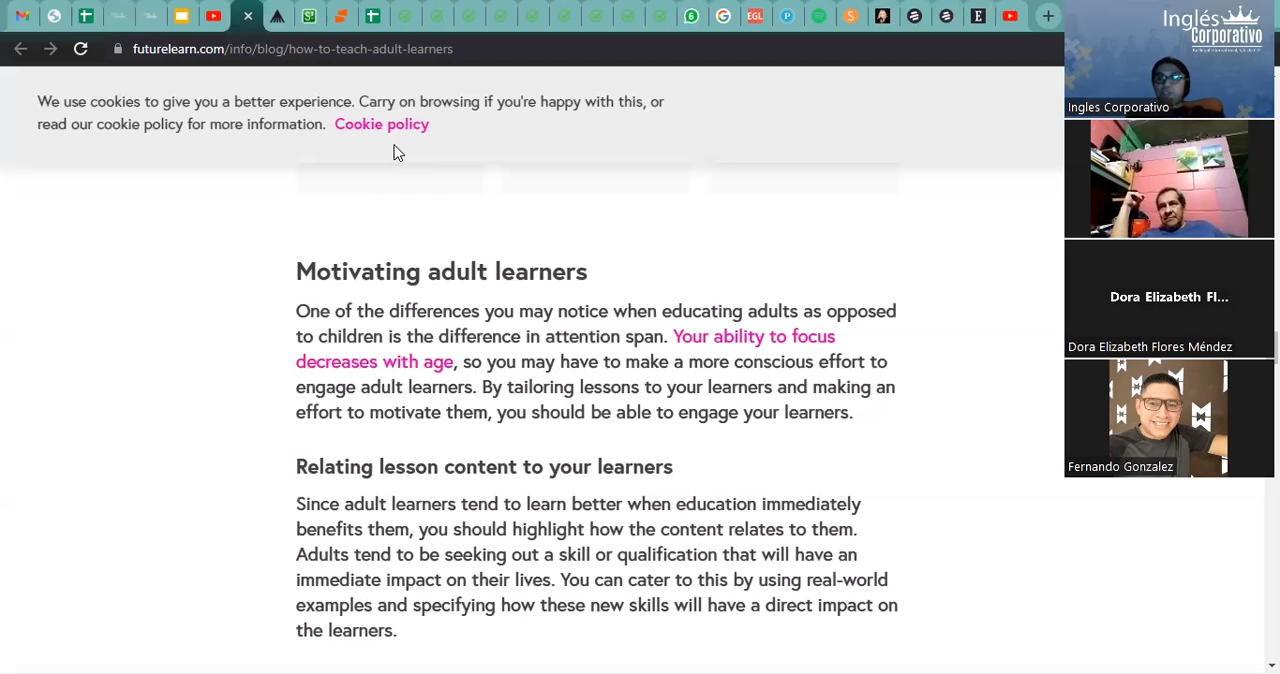 futurelearn.com/info/blog/how-to-teach-adult-learners
We use cookies to give you a better experience. Carry on browsing if you're happy with this, or
read our cookie policy for more information. Cookie policy
Motivating adult learners
One of the differences you may notice when educating adults as opposed
to children is the difference in attention span. Your ability to focus
decreases with age, so you may have to make a more conscious effort to
engage adult learners. By tailoring lessons to your learners and making an
effort to motivate them, you should be able to engage your learners.
Relating lesson content to your learners
Since adult learners tend to learn better when education immediately
benefits them, you should highlight how the content relates to them.
Adults tend to be seeking out a skill or qualification that will have an
immediate impact on their lives. You can cater to this by using real-world
examples and specifying how these new skills will have a direct impact on
the learners.
Inglés
Corporativo
Ingles Corporativo
Dora Elizabeth Fl...
Dora Elizabeth Flores Méndez
Fernando Gonzalez